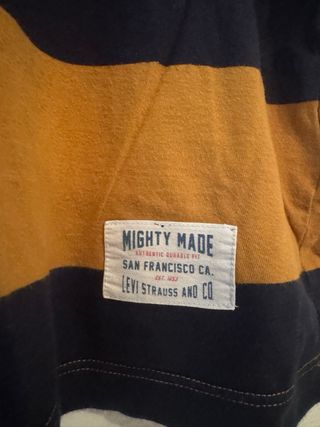 MIGHTY MADE
AUTHENTIC DURABLE FIT
SAN FRANCISCO CA.
EST. 1853
LEVI STRAUSS AND CO